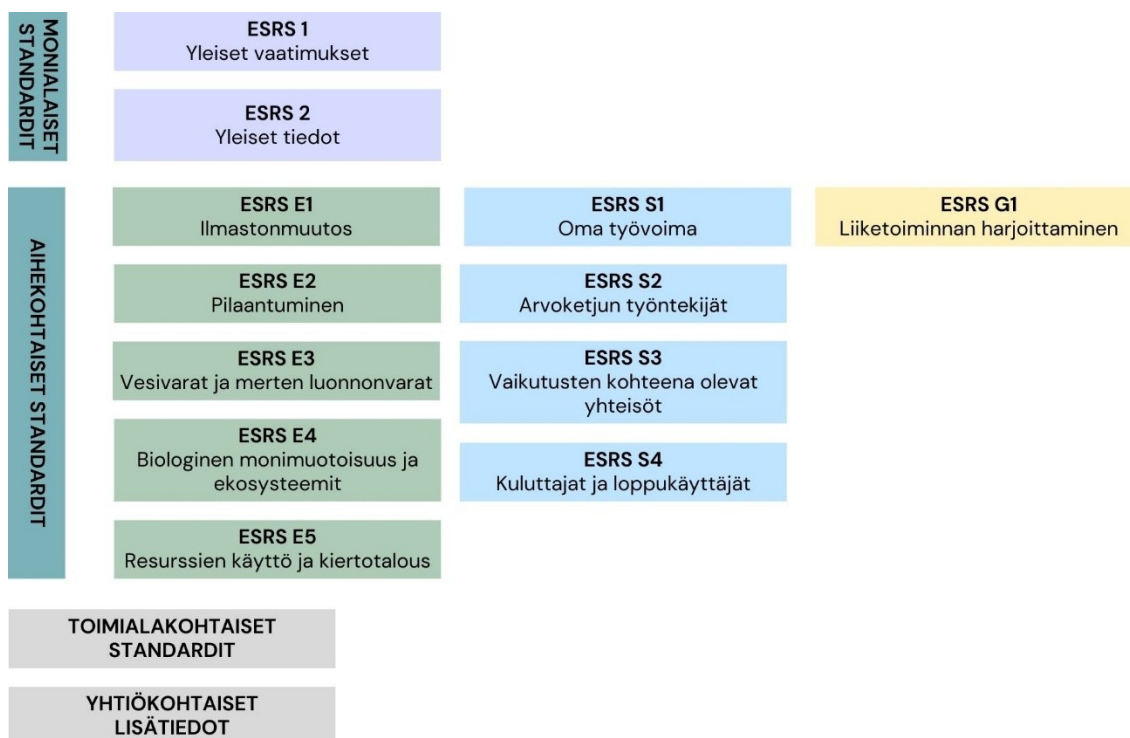 MONIALAISET
STANDARDIT
ESRS 1
Yleiset vaatimukset
ESRS 2
Yleiset tiedot
AIHEKOHTAISET STANDARDIT
ESRS E1
Ilmastonmuutos
ESRS E2
Pilaantuminen
ESRS E3
Vesivarat ja merten luonnonvarat
ESRS E4
Biologinen monimuotoisuus ja
ekosysteemit
ESRS E5
Resurssien käyttö ja kiertotalous
ESRS S1
Oma työvoima
ESRS S2
Arvoketjun työntekijät
ESRS S3
Vaikutusten kohteena olevat
yhteisöt
ESRS S4
Kuluttajat ja loppukäyttäjät
ESRS G1
Liiketoiminnan harjoittaminen
TOIMIALAKOHTAISET
STANDARDIT
YHTIÖKOHTAISET
LISÄTIEDOT